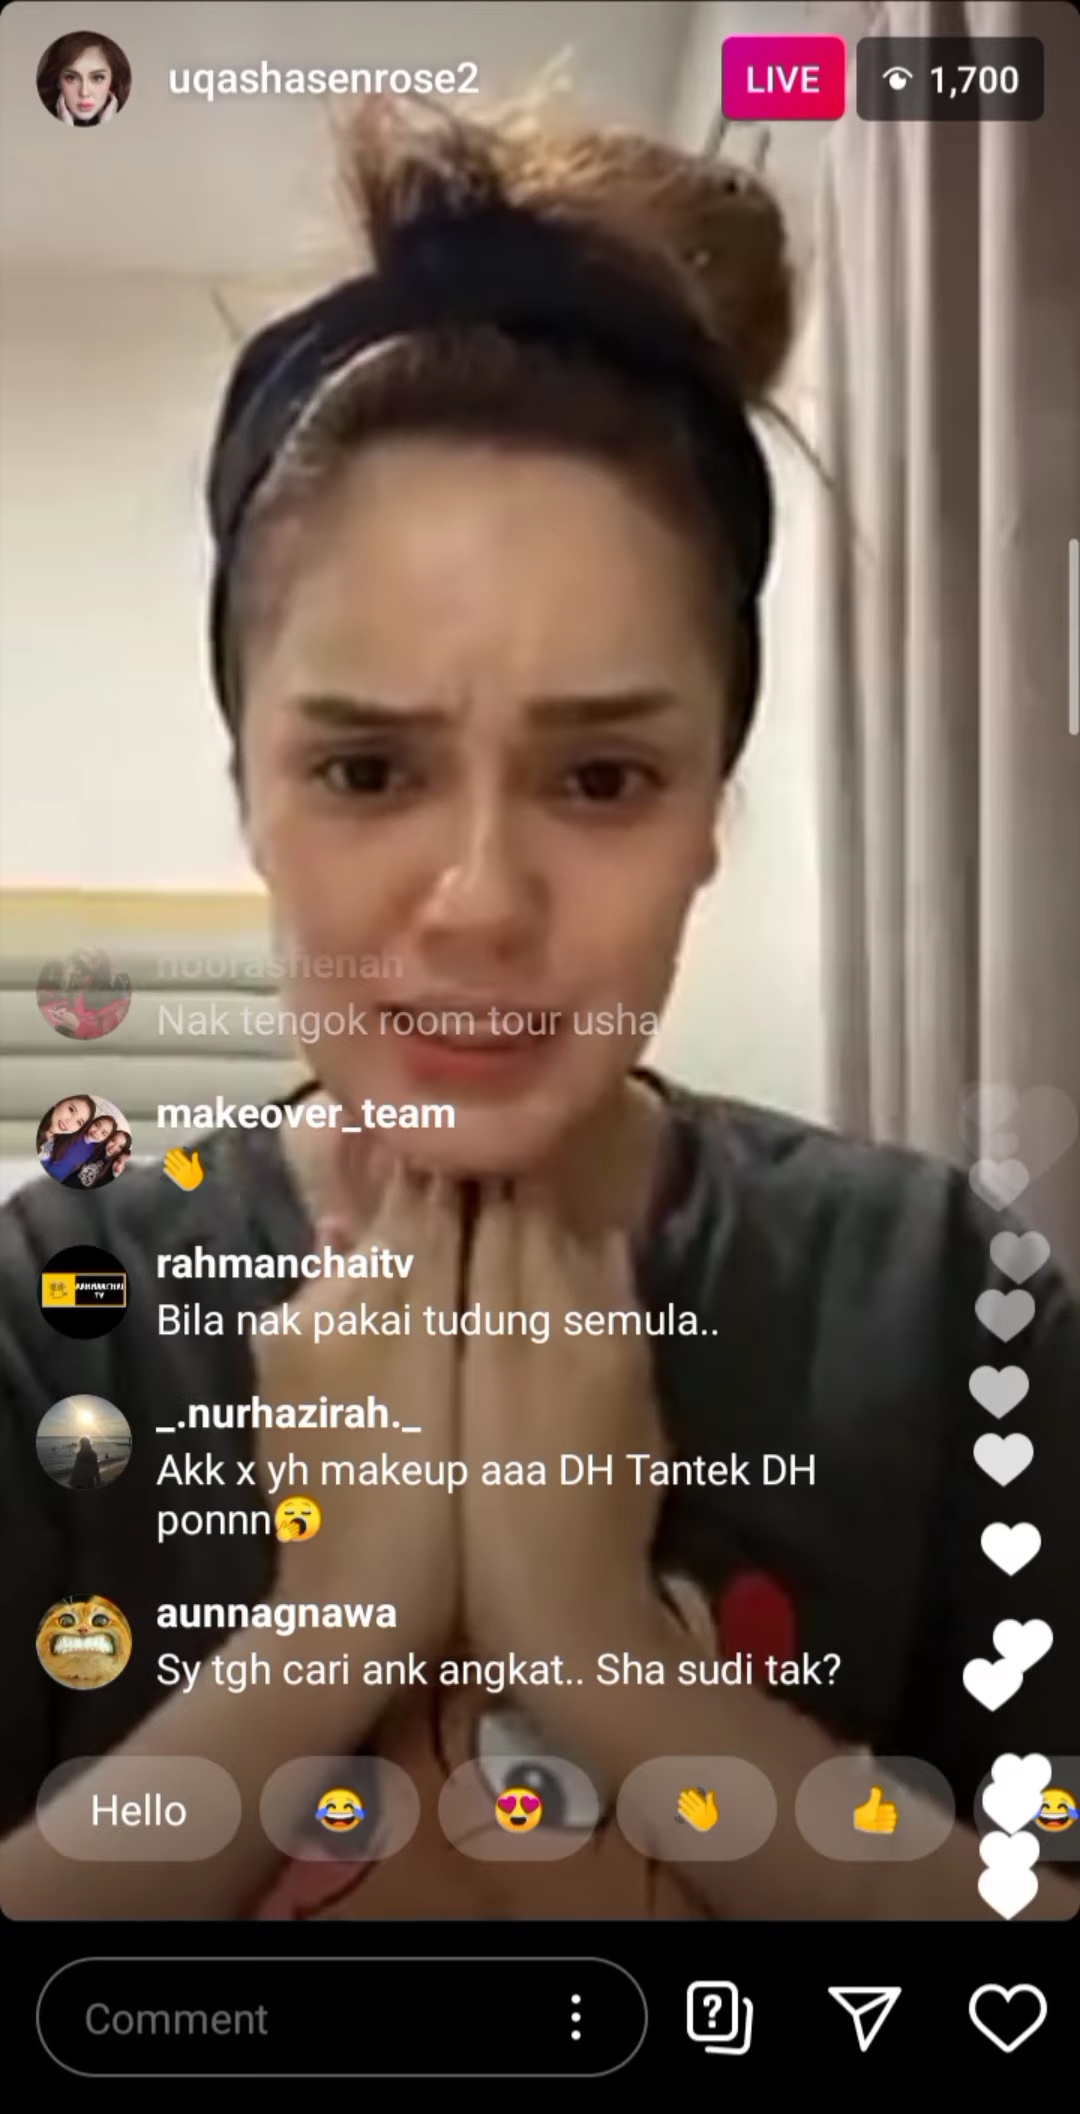 uqashasenrose2
LIVE
1,700
noorasfienah
Nak tengok room tour usha
makeover_team
👋
rahmanchaitv
Bila nak pakai tudung semula..
_.nurhazirah._
Akk x yh makeup aaa DH Tantek DH
ponnn🥱
aunnagnawa
Sy tgh cari ank angkat.. Sha sudi tak?
Hello 😂 😍 👋 👍 😂
Comment